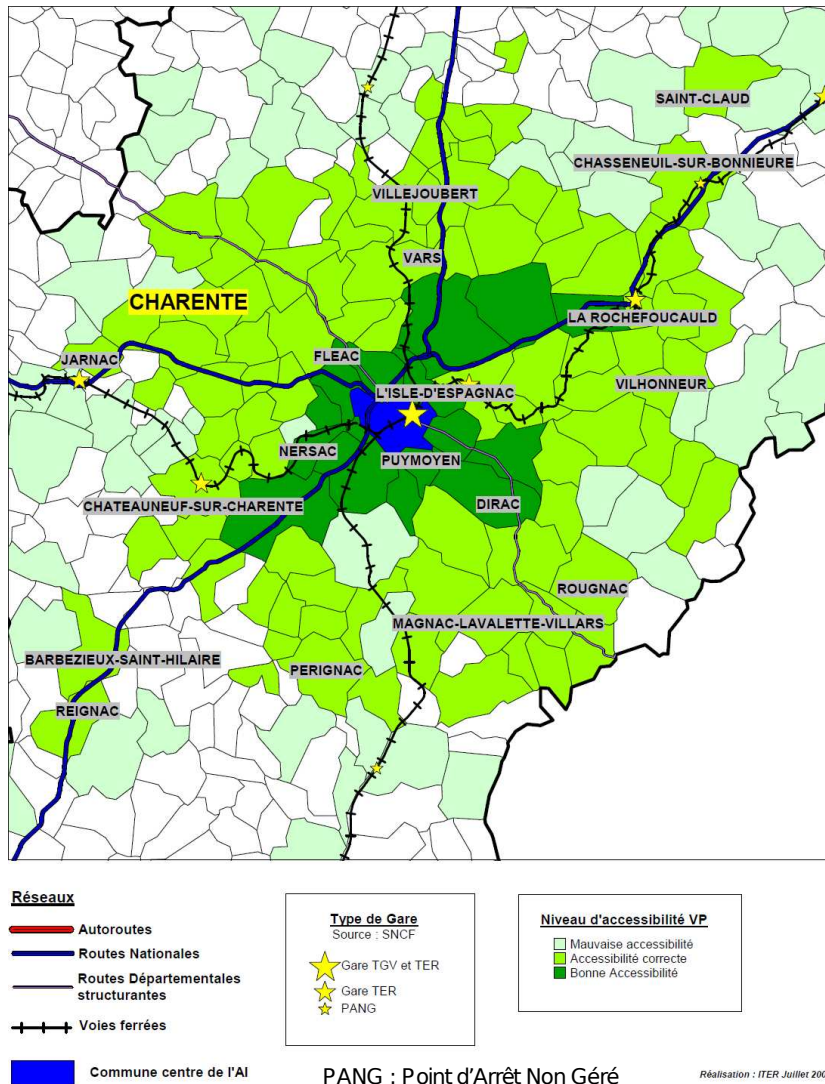 SAINT-CLAUD
CHASSENEUIL-SUR-BONNIEURE
VILLEJOUBERT
VARS
CHARENTE
LA ROCHEFOUCAULD
FLEAC
JARNAC
VILHONNEUR
L'ISLE-D'ESPAGNAC
NERSAC
PUYMOYEN
CHATEAUNEUF-SUR-CHARENTE
DIRAC
ROUGNAC
MAGNAC-LAVALETTE-VILLARS
BARBEZIEUX-SAINT-HILAIRE
PERIGNAC
REIGNAC
Réseaux
Autoroutes
Routes Nationales
Routes Départementales
structurantes
Voies ferrées
Commune centre de l'AI
Type de Gare
Source : SNCF
Gare TGV et TER
Gare TER
PANG
Niveau d'accessibilité VP
Mauvaise accessibilité
Accessibilité correcte
Bonne Accessibilité
PANG : Point d'Arrêt Non Géré
Réalisation : ITER Juillet